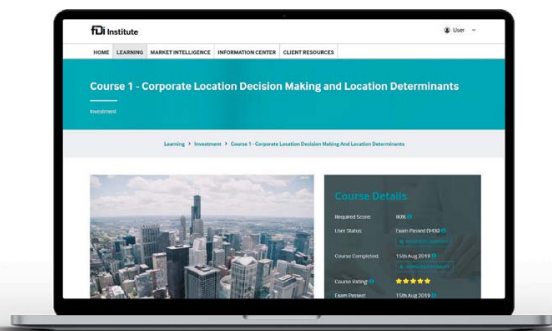 fDi Institute
User
HOME LEARNING MARKET INTELLIGENCE INFORMATION CENTER CLIENT RESOURCES
Course 1 - Corporate Location Decision Making and Location Determinants
Investment
Learning Investment Course 1 - Corporate Location Decision Making And Location Determinants
Course Details
Required Score: 80%
User Status: Exam Passed
Course Completed: 15th Aug 2019
Course Rating:
Exam Passed: 15th Aug 2019